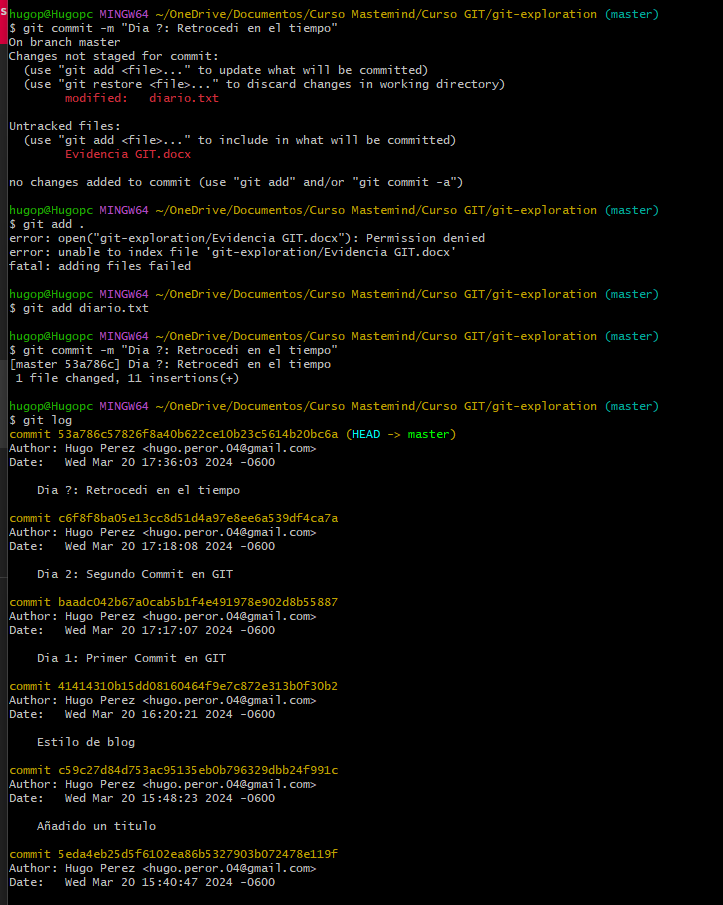 S
hugop@Hugopc MINGW64 ~/OneDrive/Documentos/Curso Mastemind/Curso GIT/git-exploration (master)
$ git commit -m "Dia ?: Retrocedi en el tiempo"
On branch master
Changes not staged for commit:
  (use "git add <file>..." to update what will be committed)
  (use "git restore <file>..." to discard changes in working directory)
        modified:   diario.txt

Untracked files:
  (use "git add <file>..." to include in what will be committed)
        Evidencia GIT.docx

no changes added to commit (use "git add" and/or "git commit -a")

hugop@Hugopc MINGW64 ~/OneDrive/Documentos/Curso Mastemind/Curso GIT/git-exploration (master)
$ git add .
error: open("git-exploration/Evidencia GIT.docx"): Permission denied
error: unable to index file 'git-exploration/Evidencia GIT.docx'
fatal: adding files failed

hugop@Hugopc MINGW64 ~/OneDrive/Documentos/Curso Mastemind/Curso GIT/git-exploration (master)
$ git add diario.txt

hugop@Hugopc MINGW64 ~/OneDrive/Documentos/Curso Mastemind/Curso GIT/git-exploration (master)
$ git commit -m "Dia ?: Retrocedi en el tiempo"
[master 53a786c] Dia ?: Retrocedi en el tiempo
 1 file changed, 11 insertions(+)

hugop@Hugopc MINGW64 ~/OneDrive/Documentos/Curso Mastemind/Curso GIT/git-exploration (master)
$ git log
commit 53a786c57826f8a40b622ce10b23c5614b20bc6a (HEAD -> master)
Author: Hugo Perez <hugo.peror.04@gmail.com>
Date:   Wed Mar 20 17:36:03 2024 -0600

    Dia ?: Retrocedi en el tiempo

commit c6f8f8ba05e13cc8d51d4a97e8ee6a539df4ca7a
Author: Hugo Perez <hugo.peror.04@gmail.com>
Date:   Wed Mar 20 17:18:08 2024 -0600

    Dia 2: Segundo Commit en GIT

commit baadc042b67a0cab5b1f4e491978e902d8b55887
Author: Hugo Perez <hugo.peror.04@gmail.com>
Date:   Wed Mar 20 17:17:07 2024 -0600

    Dia 1: Primer Commit en GIT

commit 41414310b15dd08160464f9e7c872e313b0f30b2
Author: Hugo Perez <hugo.peror.04@gmail.com>
Date:   Wed Mar 20 16:20:21 2024 -0600

    Estilo de blog

commit c59c27d84d753ac95135eb0b796329dbb24f991c
Author: Hugo Perez <hugo.peror.04@gmail.com>
Date:   Wed Mar 20 15:48:23 2024 -0600

    Añadido un titulo

commit 5eda4eb25d5f6102ea86b5327903b072478e119f
Author: Hugo Perez <hugo.peror.04@gmail.com>
Date:   Wed Mar 20 15:40:47 2024 -0600